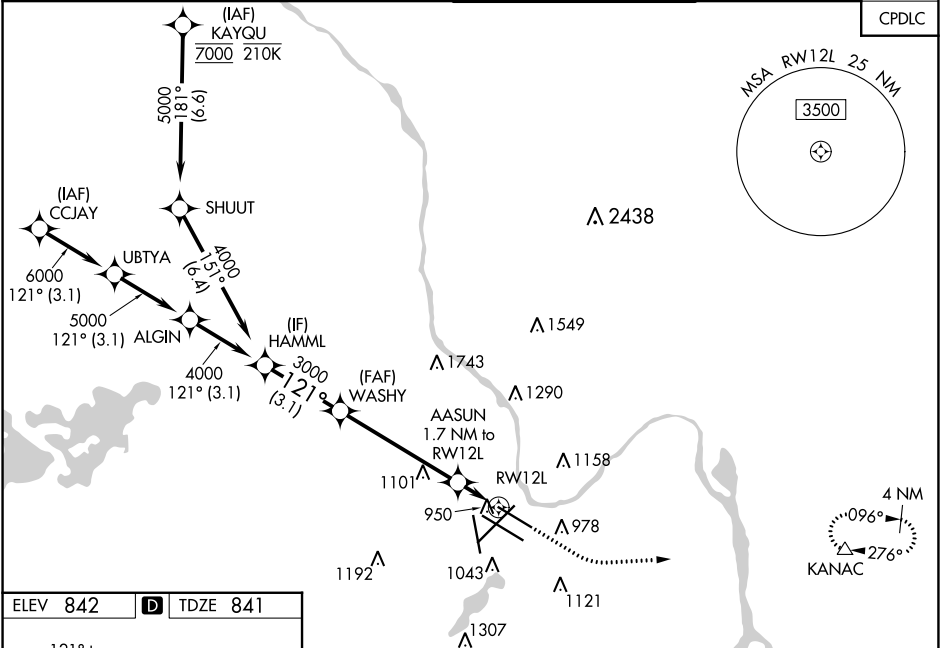 CPDLC
(IAF)
KAYQU
7000 210K
5000
181°
(6.6)
MSA RW12L 25 NM
3500
(IAF)
CCJAY
SHUUT
2438
UBTYA
4000
151°
(6.4)
6000
121° (3.1)
5000
121° (3.1)
ALGIN
(IF)
HAMML
1549
4000
121° (3.1)
3000
121°
(3.1)
1743
(FAF)
WASHY
1290
AASUN
1.7 NM to
RW12L
1158
1101
RW12L
950
978
4 NM
096°
276°
KANAC
1192
1043
1121
1307
ELEV 842 D TDZE 841